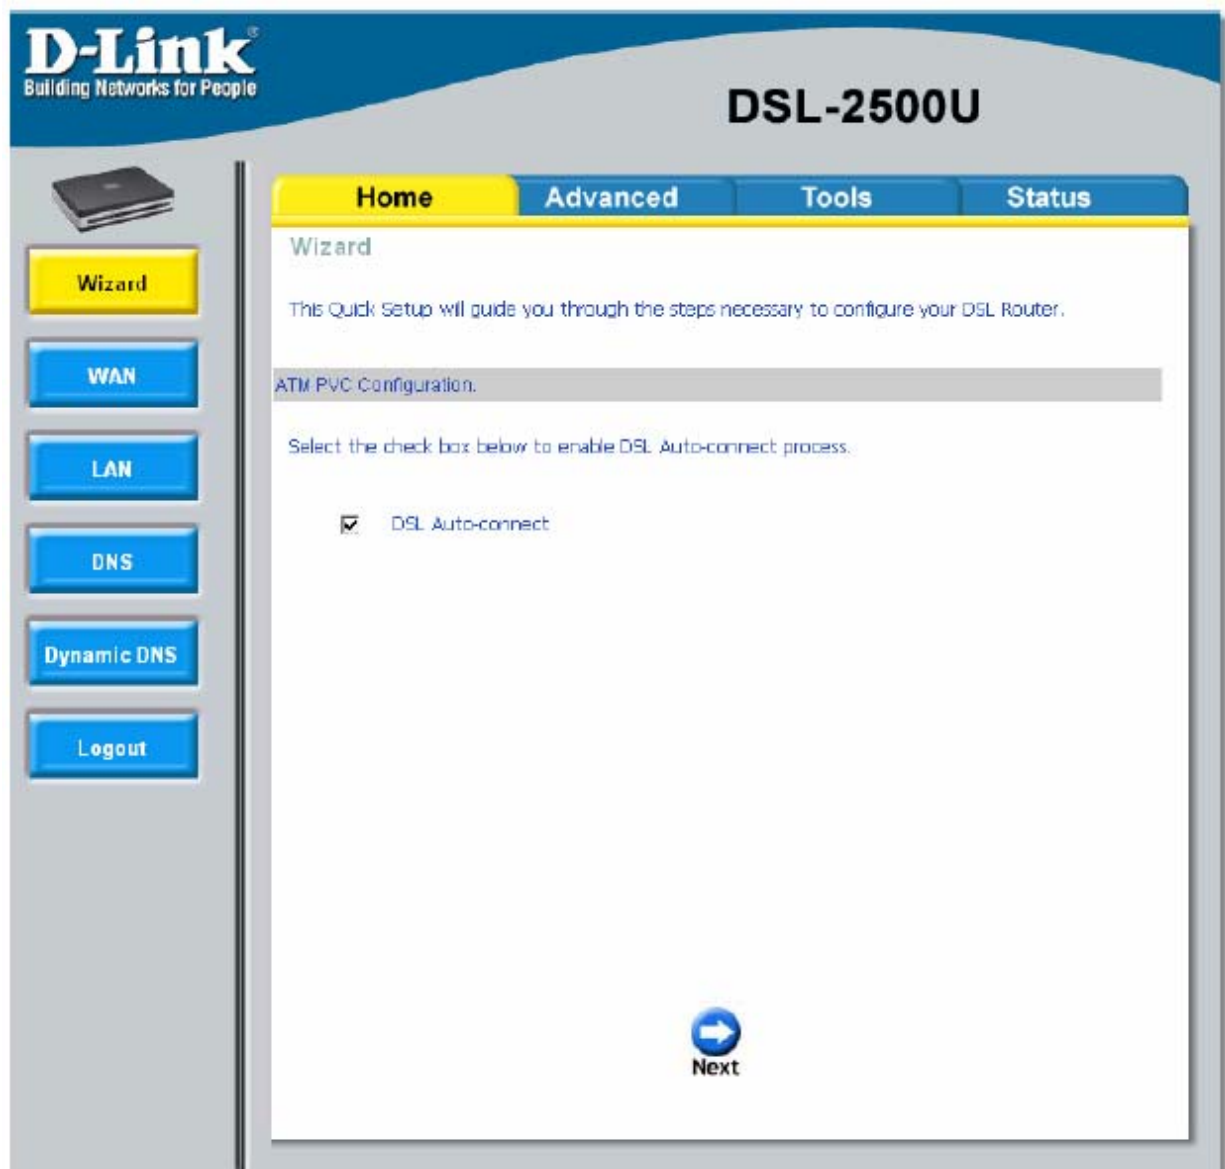 D-Link®
Building Networks for People
DSL-2500U
Home Advanced Tools Status
Wizard
WAN
LAN
DNS
Dynamic DNS
Logout
Wizard
This Quick Setup will guide you through the steps necessary to configure your DSL Router.
ATM PVC Configuration.
Select the check box below to enable DSL Auto-connect process.
DSL Auto-connect
Next